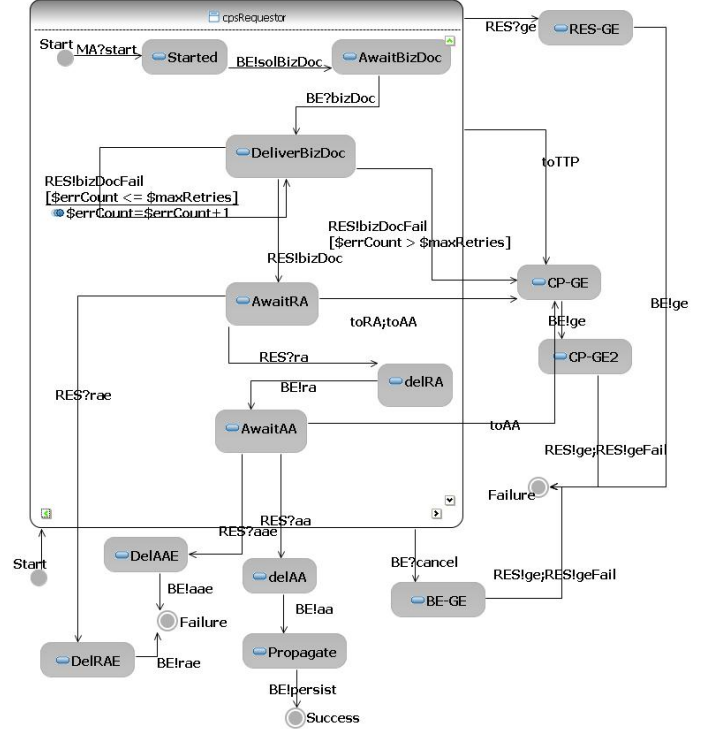 cpsRequestor
RES?ge
RES-GE
Start
MA?start
Started
BE!solBizDoc
AwaitBizDoc
BE?bizDoc
DeliverBizDoc
toTTP
RES!bizDocFail
[$errCount <= $maxRetries]
$errCount=$errCount+1
RES!bizDocFail
[$errCount > $maxRetries]
RES!bizDoc
CP-GE
AwaitRA
toRA;toAA
BE!ge
BE!ge
RES?ra
CP-GE2
RES?rae
BE!ra
delRA
AwaitAA
toAA
RES!ge;RES!geFail
Failure
RES?aa
RES?aae
Start
DelAAE
BE?cancel
RES!ge;RES!geFail
delAA
BE!aae
BE-GE
BE!aa
Failure
Propagate
DelRAE
BE!rae
BE!persist
Success